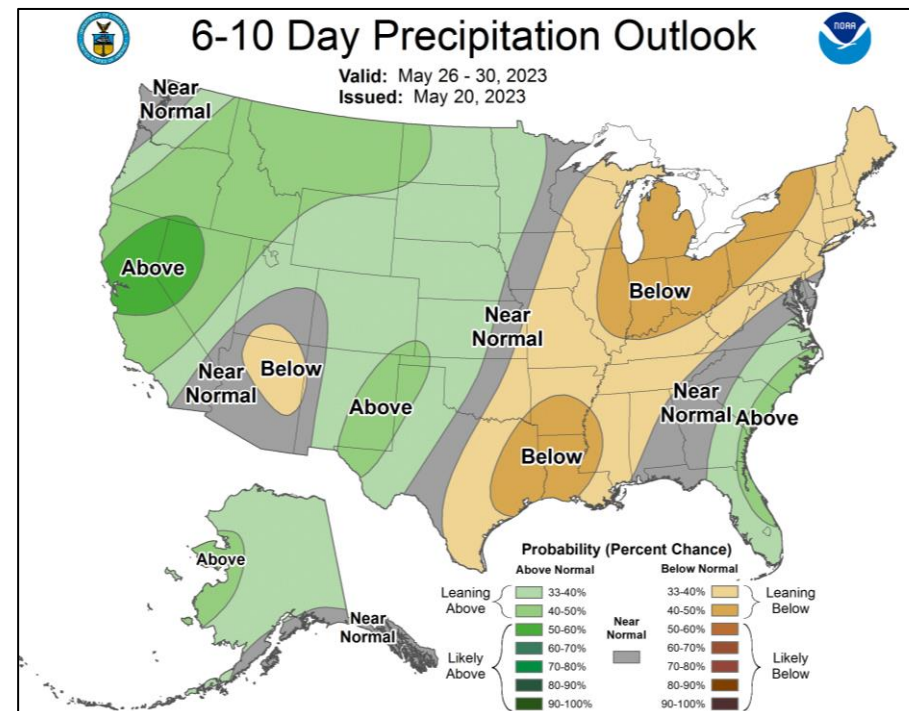 6-10 Day Precipitation Outlook
Valid: May 26 - 30, 2023
Issued: May 20, 2023
NOAA
Near
Normal
Above
Near
Normal
Below
Above
Near
Normal
Below
Below
Near
Normal
Above
Above
Near
Normal
Probability (Percent Chance)
Above Normal
Below Normal
Leaning
Above
33-40%
40-50%
Likely
Above
50-60%
60-70%
70-80%
80-90%
90-100%
Near
Normal
33-40%
40-50%
Leaning
Below
50-60%
60-70%
70-80%
80-90%
90-100%
Likely
Below